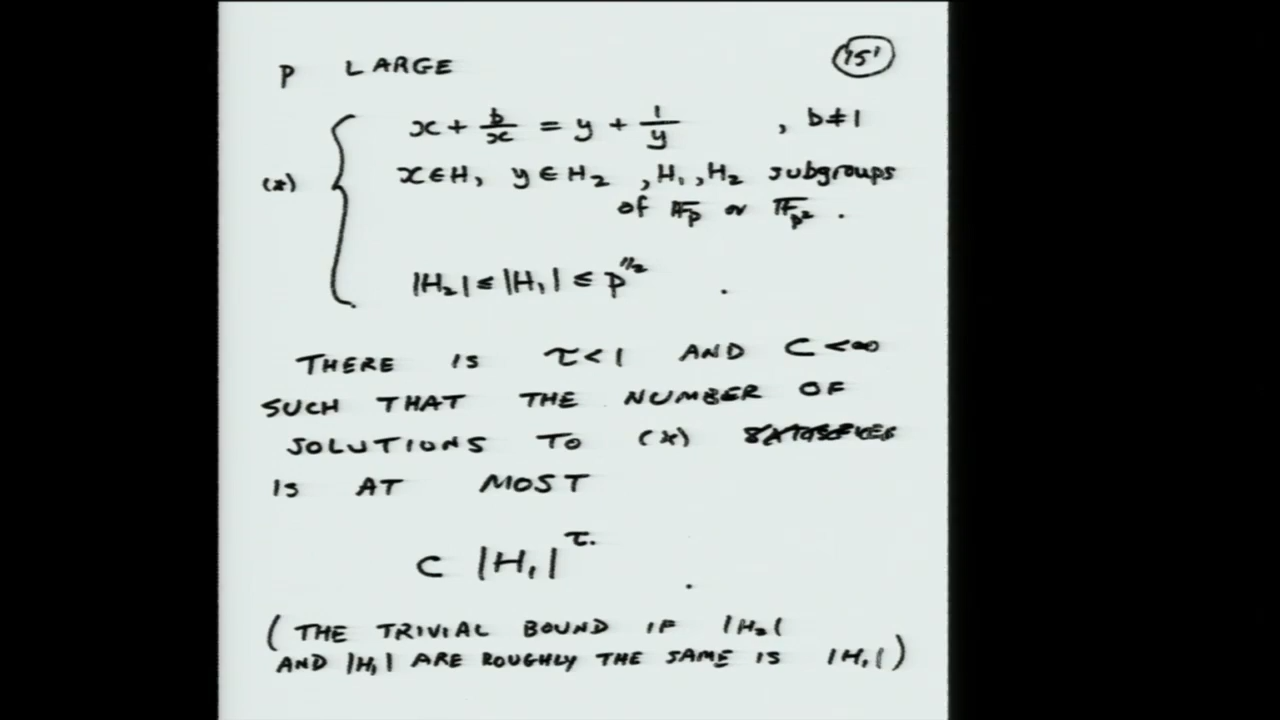 P LARGE
15'
x + b/x = y + 1/y , b≠1
(*) x∈H₁ y∈H₂ , H₁, H₂ subgroups
of 𝔽_p or 𝔽_p² .
|H₂| ≤ |H₁| ≤ p^1/2 .
THERE IS τ<1 AND C<∞
SUCH THAT THE NUMBER OF
SOLUTIONS TO (*)
IS AT MOST
C |H₁|^τ.
(THE TRIVIAL BOUND IF |H₂|
AND |H₁| ARE ROUGHLY THE SAME IS |H₁|)